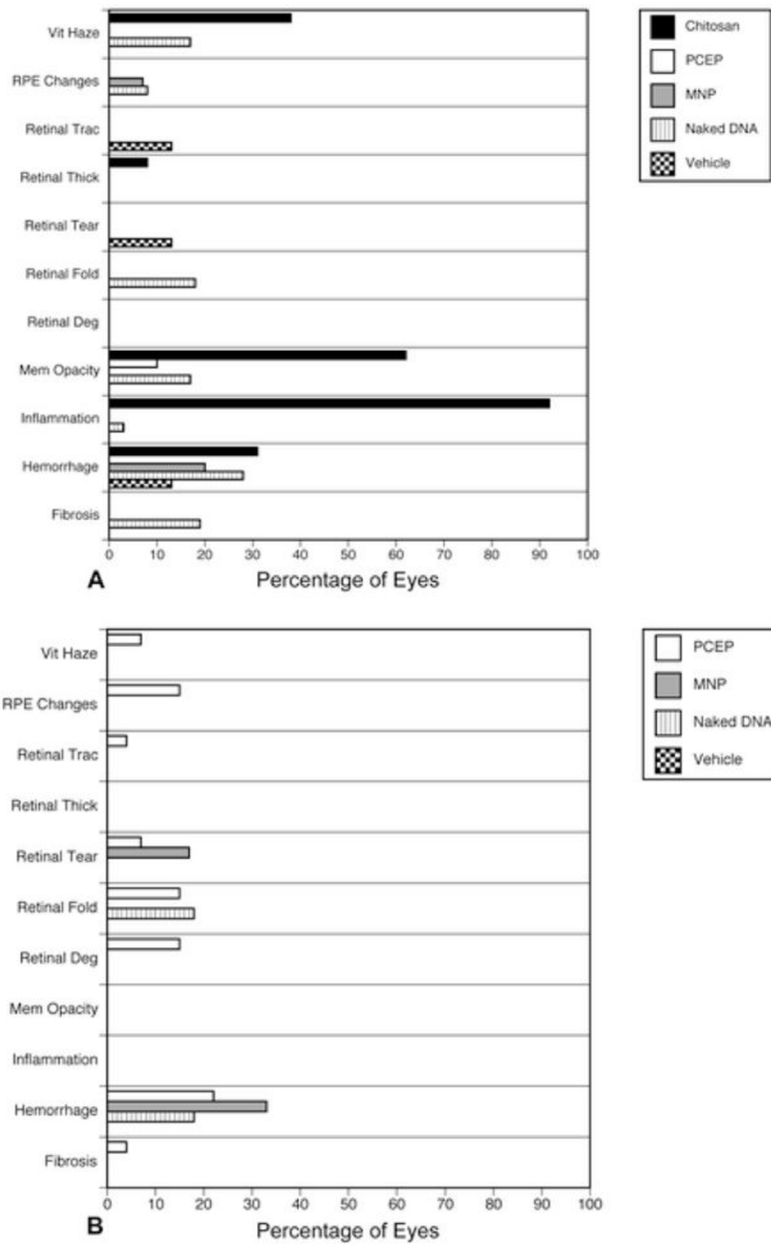 Vit Haze
RPE Changes
Retinal Trac
Retinal Thick
Retinal Tear
Retinal Fold
Retinal Deg
Mem Opacity
Inflammation
Hemorrhage
Fibrosis
0 10 20 30 40 50 60 70 80 90 100
A Percentage of Eyes
Chitosan
PCEP
MNP
Naked DNA
Vehicle
Vit Haze
RPE Changes
Retinal Trac
Retinal Thick
Retinal Tear
Retinal Fold
Retinal Deg
Mem Opacity
Inflammation
Hemorrhage
Fibrosis
0 10 20 30 40 50 60 70 80 90 100
B Percentage of Eyes
PCEP
MNP
Naked DNA
Vehicle